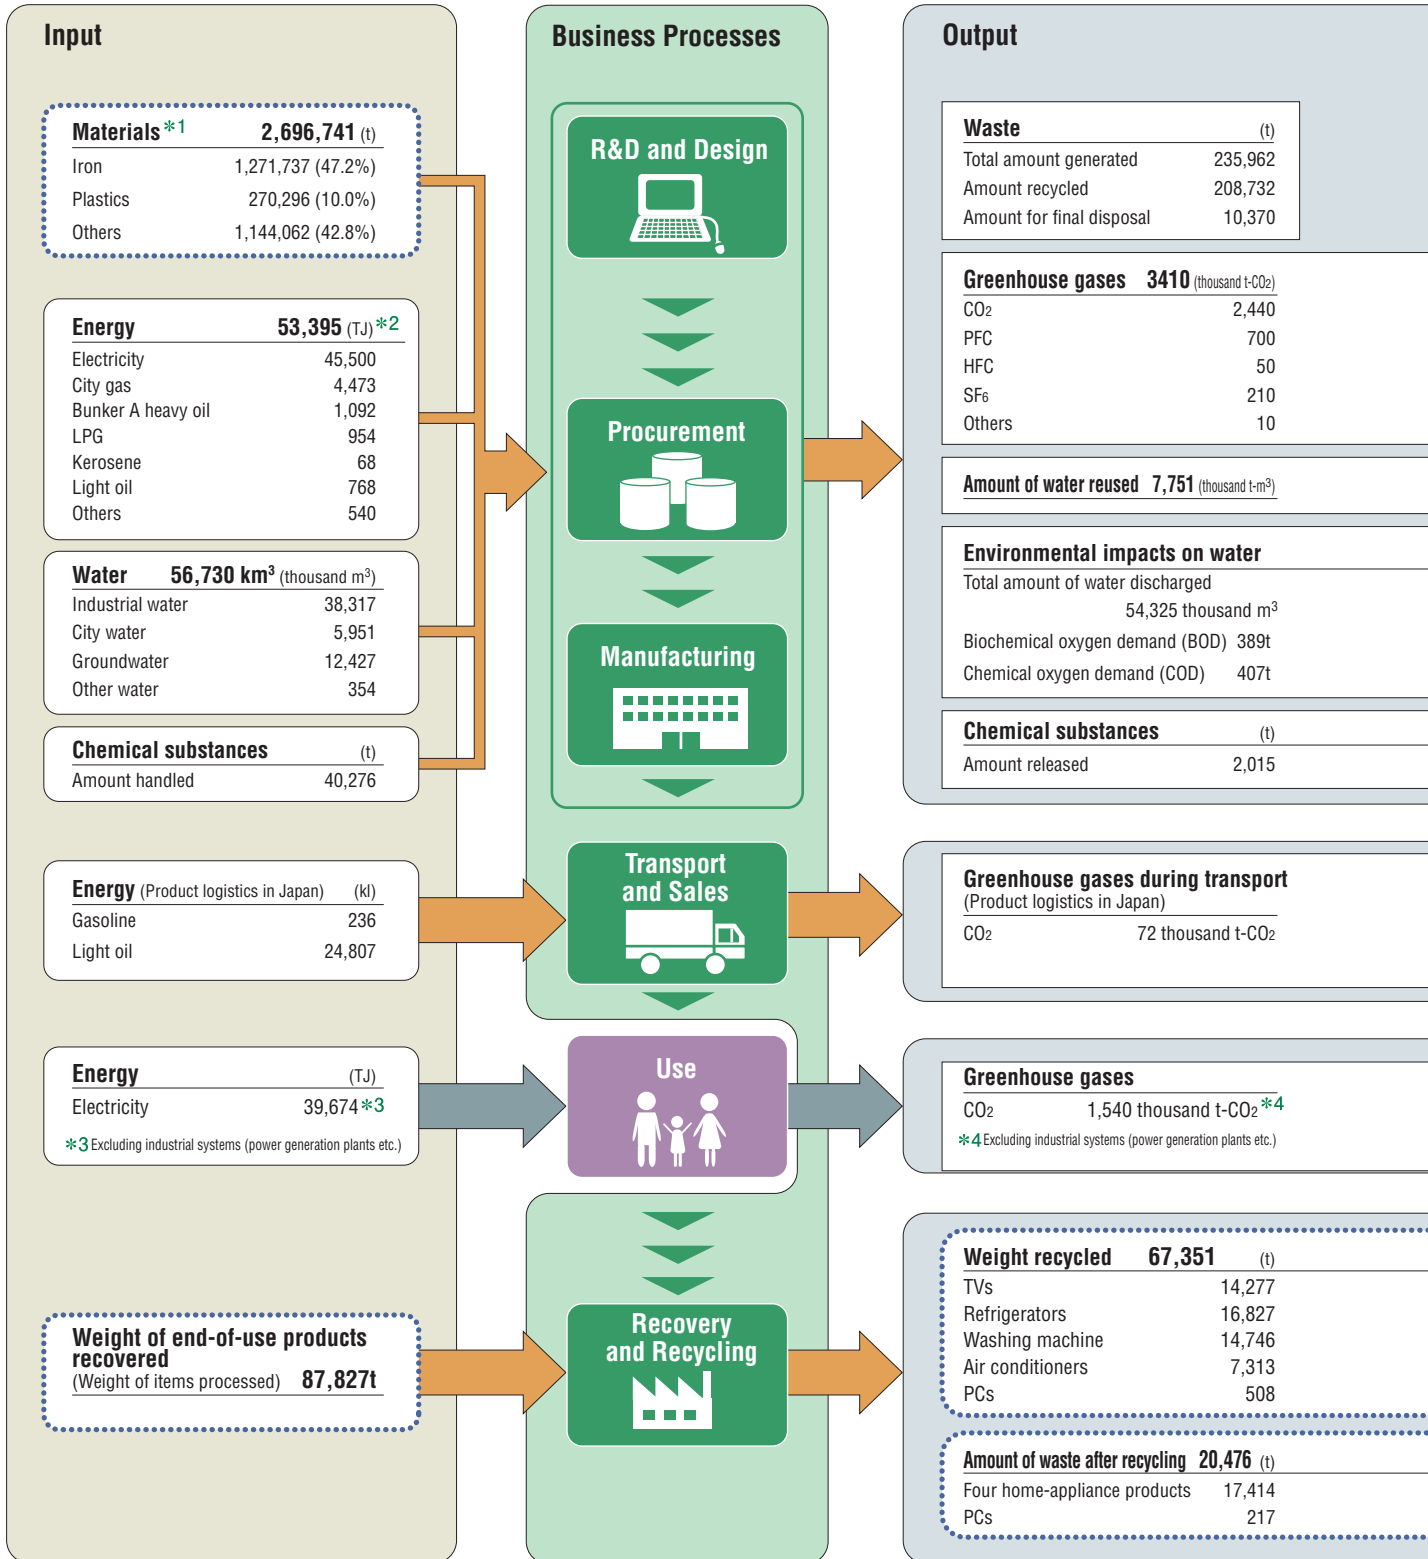 Input
Materials *1 2,696,741 (t)
Iron 1,271,737 (47.2%)
Plastics 270,296 (10.0%)
Others 1,144,062 (42.8%)
Energy 53,395 (TJ) *2
Electricity 45,500
City gas 4,473
Bunker A heavy oil 1,092
LPG 954
Kerosene 68
Light oil 768
Others 540
Water 56,730 km³ (thousand m³)
Industrial water 38,317
City water 5,951
Groundwater 12,427
Other water 354
Chemical substances (t)
Amount handled 40,276
Energy (Product logistics in Japan) (kl)
Gasoline 236
Light oil 24,807
Energy (TJ)
Electricity 39,674 *3
*3 Excluding industrial systems (power generation plants etc.)
Weight of end-of-use products
recovered
(Weight of items processed) 87,827t
Business Processes
R&D and Design
Procurement
Manufacturing
Transport
and Sales
Use
Recovery
and Recycling
Output
Waste (t)
Total amount generated 235,962
Amount recycled 208,732
Amount for final disposal 10,370
Greenhouse gases 3410 (thousand t-CO₂)
CO₂ 2,440
PFC 700
HFC 50
SF₆ 210
Others 10
Amount of water reused 7,751 (thousand t-m³)
Environmental impacts on water
Total amount of water discharged
54,325 thousand m³
Biochemical oxygen demand (BOD) 389t
Chemical oxygen demand (COD) 407t
Chemical substances (t)
Amount released 2,015
Greenhouse gases during transport
(Product logistics in Japan)
CO₂ 72 thousand t-CO₂
Greenhouse gases
CO₂ 1,540 thousand t-CO₂ *4
*4 Excluding industrial systems (power generation plants etc.)
Weight recycled 67,351 (t)
TVs 14,277
Refrigerators 16,827
Washing machine 14,746
Air conditioners 7,313
PCs 508
Amount of waste after recycling 20,476 (t)
Four home-appliance products 17,414
PCs 217